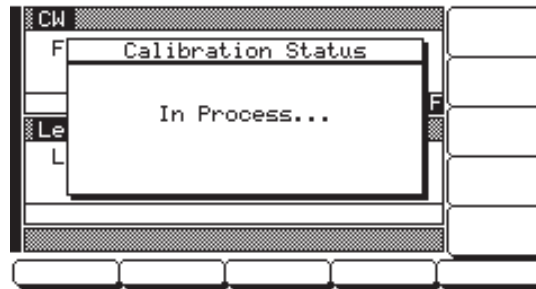 CW
F
Calibration Status
In Process...
F
Le
L